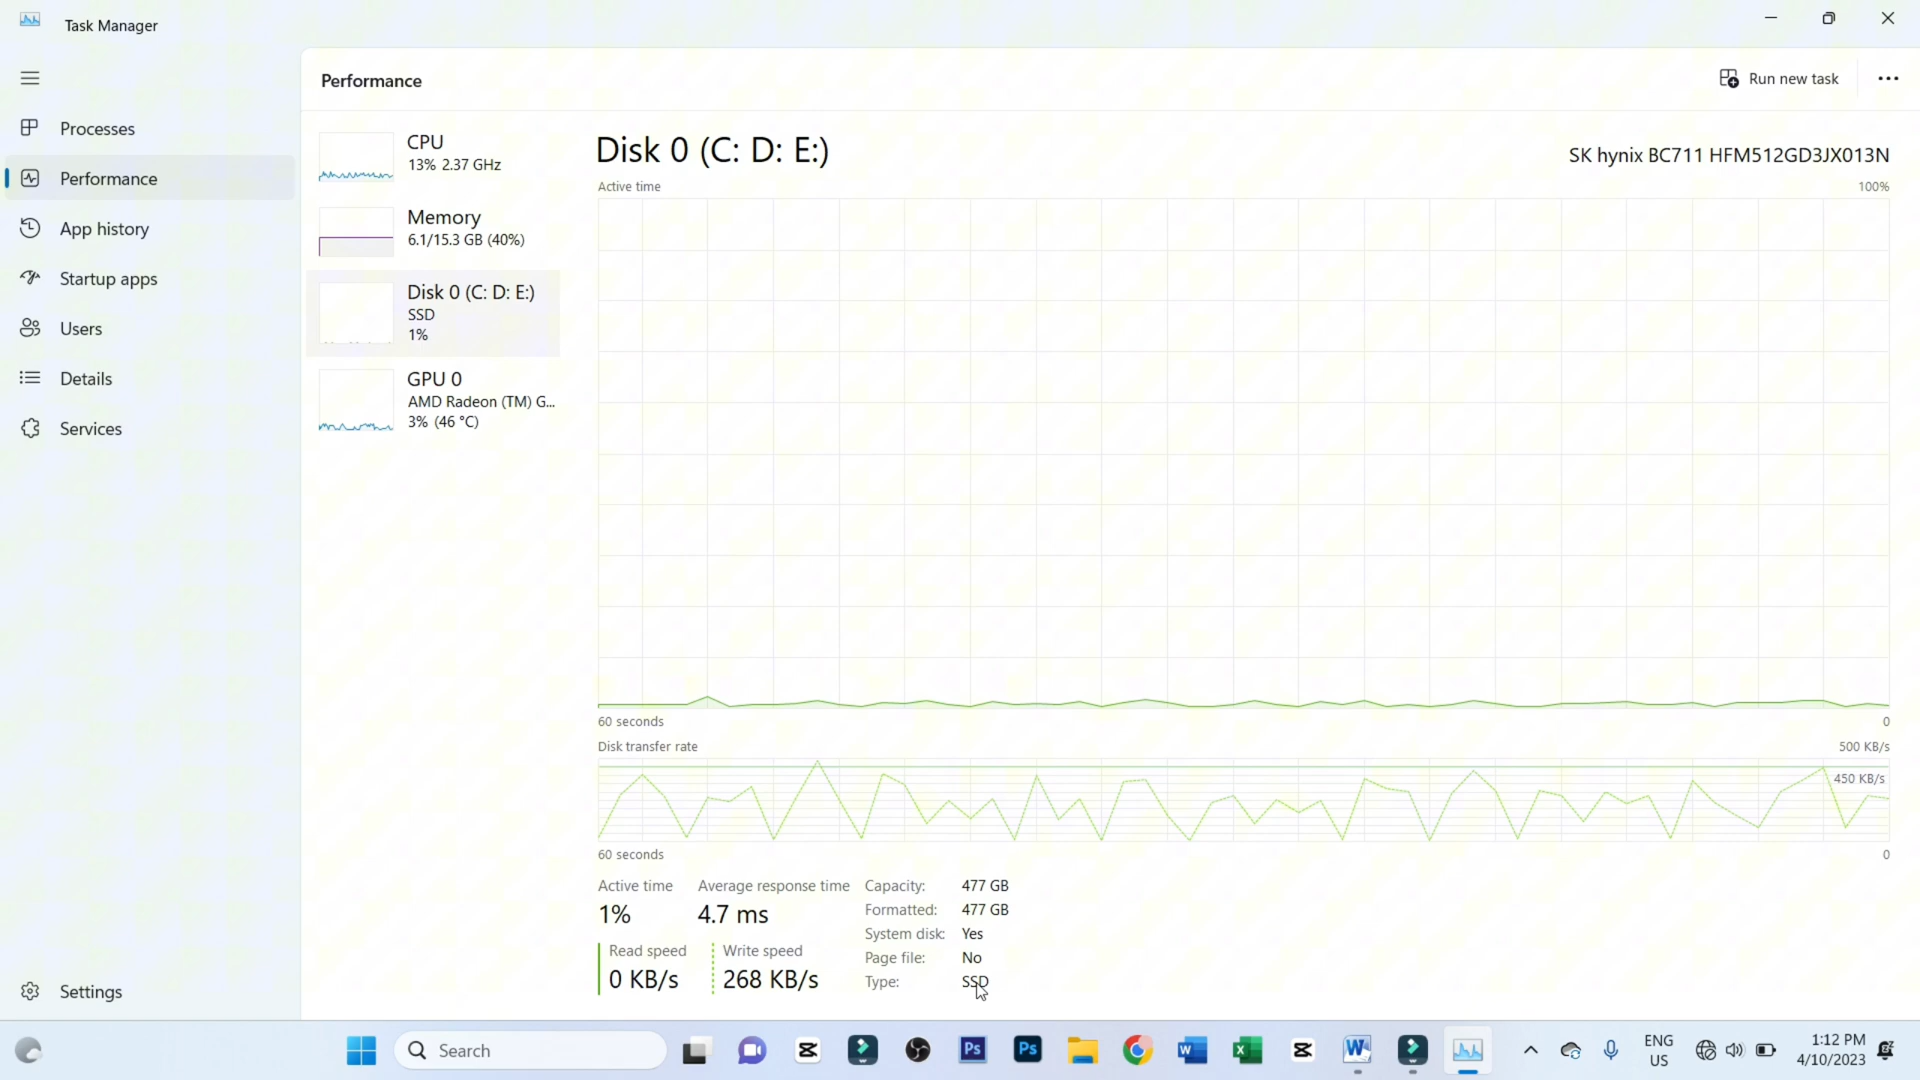 Task Manager
Performance
Run new task
Processes
Performance
App history
Startup apps
Users
Details
Services
Settings
CPU
13% 2.37 GHz
Memory
6.1/15.3 GB (40%)
Disk 0 (C: D: E:)
SSD
1%
GPU 0
AMD Radeon (TM) G...
3% (46 °C)
Disk 0 (C: D: E:)
SK hynix BC711 HFM512GD3JX013N
Active time
100%
60 seconds
0
Disk transfer rate
500 KB/s
450 KB/s
60 seconds
0
Active time
1%
Average response time
4.7 ms
Read speed
0 KB/s
Write speed
268 KB/s
Capacity: 477 GB
Formatted: 477 GB
System disk: Yes
Page file: No
Type: SSD
Search
Ps
Ps
W
X
W
ENG
US
1:12 PM
4/10/2023